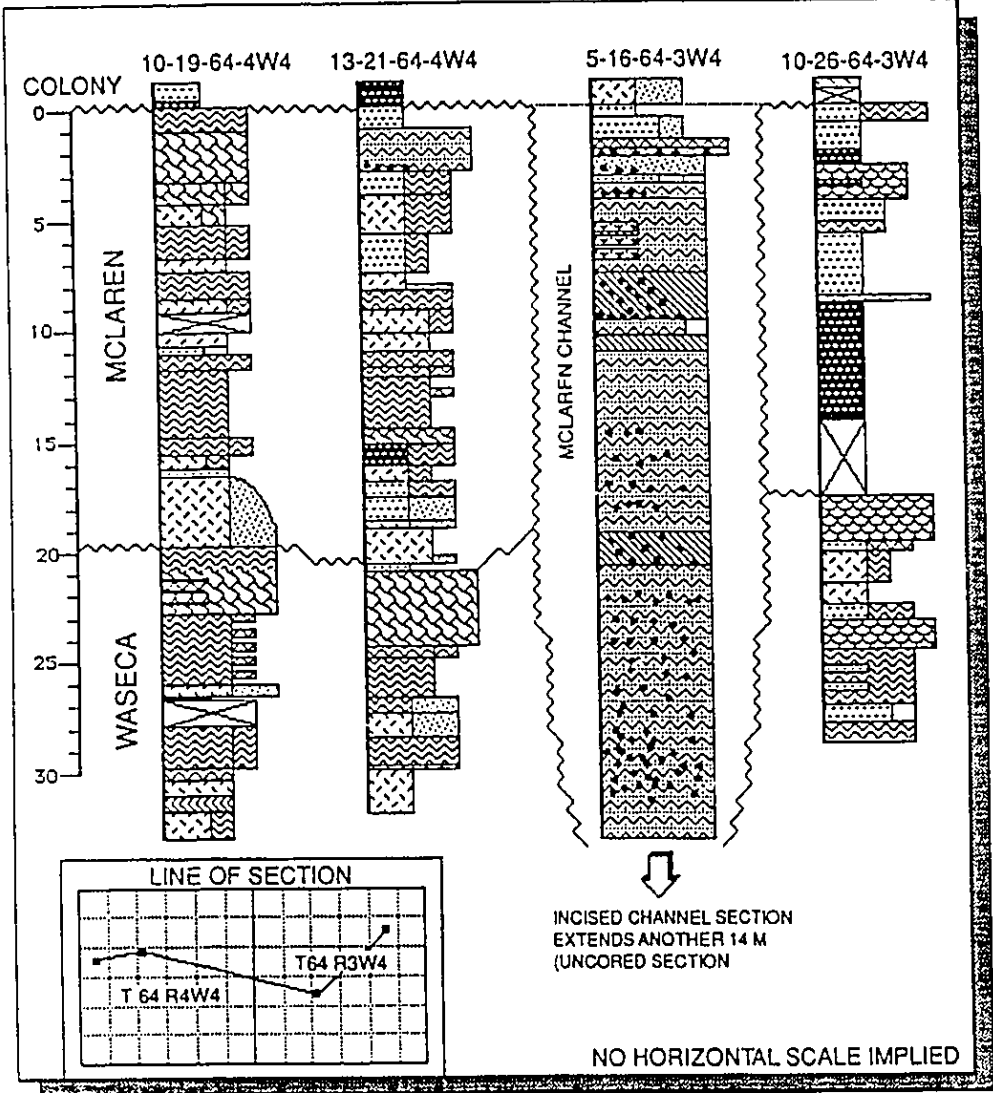 10-19-64-4W4
13-21-64-4W4
5-16-64-3W4
10-26-64-3W4
COLONY
0
5
10
15
20
25
30
MCLAREN
WASECA
MCLAREN CHANNEL
INCISED CHANNEL SECTION
EXTENDS ANOTHER 14 M
(UNCORED SECTION
LINE OF SECTION
T 64 R4W4
T64 R3W4
NO HORIZONTAL SCALE IMPLIED